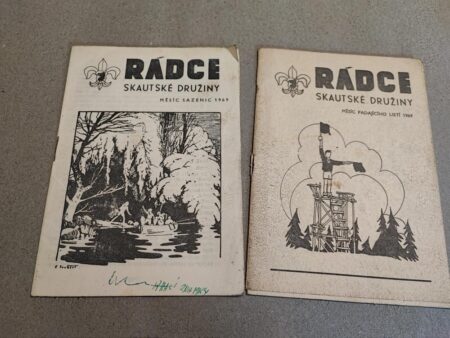 RÁDCE
SKAUTSKÉ DRUŽINY
MĚSÍC SAZENIC 1969
RÁDCE
SKAUTSKÉ DRUŽINY
MĚSÍC PADAJÍCÍHO LISTÍ 1969